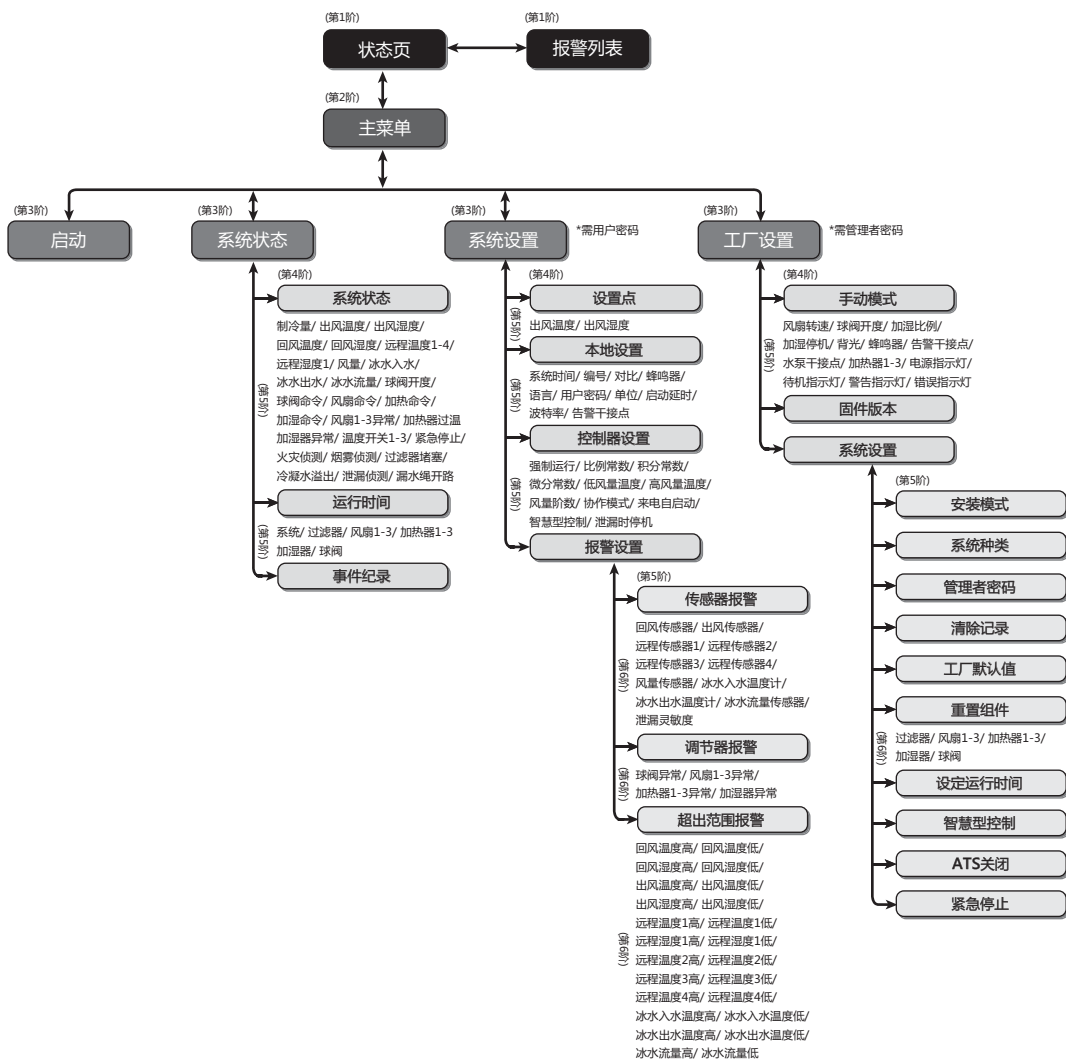 (第1阶)
(第1阶)
状态页
报警列表
(第2阶)
主菜单
(第3阶)
启动
(第3阶)
系统状态
(第4阶)
系统状态
(第5阶)
制冷量/ 出风温度/ 出风湿度/
回风温度/ 回风湿度/ 远程温度1-4/
远程湿度1/ 风量/ 冰水入水/
冰水出水/ 冰水流量/ 球阀开度/
球阀命令/ 风扇命令/ 加热命令/
加湿命令/ 风扇1-3异常/ 加热器过温
加湿器异常/ 温度开关1-3/ 紧急停止/
火灾侦测/ 烟雾侦测/ 过滤器堵塞/
冷凝水溢出/ 泄漏侦测/ 漏水绳开路
运行时间
(第5阶)
系统/ 过滤器/ 风扇1-3/ 加热器1-3
加湿器/ 球阀
事件纪录
(第3阶)
系统设置
*需用户密码
(第4阶)
设置点
(第5阶)
出风温度/ 出风湿度
本地设置
(第5阶)
系统时间/ 编号/ 对比/ 蜂鸣器/
语言/ 用户密码/ 单位/ 启动延时/
波特率/ 告警干接点
控制器设置
(第5阶)
强制运行/ 比例常数/ 积分常数/
微分常数/ 低风量温度/ 高风量温度/
风量阶数/ 协作模式/ 来电自启动/
智慧型控制/ 泄漏时停机
报警设置
(第5阶)
传感器报警
(第6阶)
回风传感器/ 出风传感器/
远程传感器1/ 远程传感器2/
远程传感器3/ 远程传感器4/
风量传感器/ 冰水入水温度计/
冰水出水温度计/ 冰水流量传感器/
泄漏灵敏度
调节器报警
(第6阶)
球阀异常/ 风扇1-3异常/
加热器1-3异常/ 加湿器异常
超出范围报警
(第6阶)
回风温度高/ 回风温度低/
回风湿度高/ 回风湿度低/
出风温度高/ 出风温度低/
出风湿度高/ 出风湿度低/
远程温度1高/ 远程温度1低/
远程湿度1高/ 远程湿度1低/
远程温度2高/ 远程温度2低/
远程温度3高/ 远程温度3低/
远程温度4高/ 远程温度4低/
冰水入水温度高/ 冰水入水温度低/
冰水出水温度高/ 冰水出水温度低/
冰水流量高/ 冰水流量低
(第3阶)
工厂设置
*需管理者密码
(第4阶)
手动模式
(第5阶)
风扇转速/ 球阀开度/ 加湿比例/
加湿停机/ 背光/ 蜂鸣器/ 告警干接点/
水泵干接点/ 加热器1-3/ 电源指示灯/
待机指示灯/ 警告指示灯/ 错误指示灯
固件版本
系统设置
(第5阶)
安装模式
系统种类
管理者密码
清除记录
工厂默认值
重置组件
(第6阶)
过滤器/ 风扇1-3/ 加热器1-3/
加湿器/ 球阀
设定运行时间
智慧型控制
ATS关闭
紧急停止